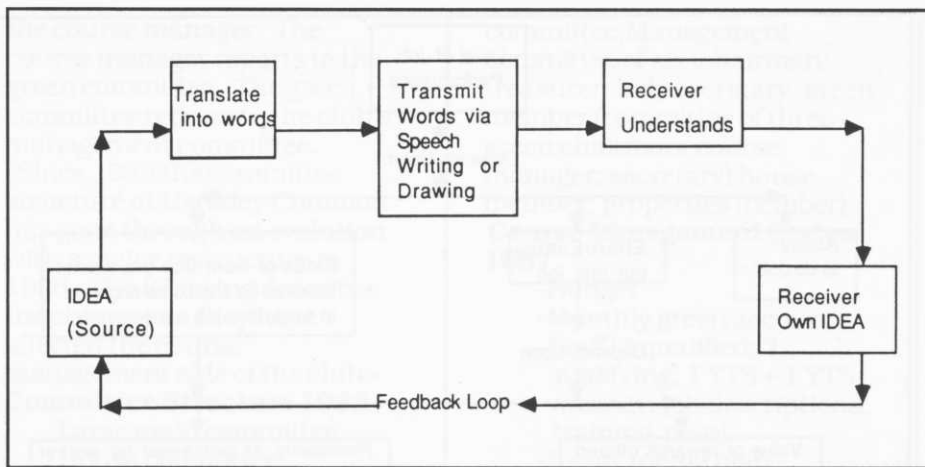 Translate
into words
Transmit
Words via
Speech
Writing or
Drawing
Receiver
Understands
IDEA
(Source)
Receiver
Own IDEA
Feedback Loop